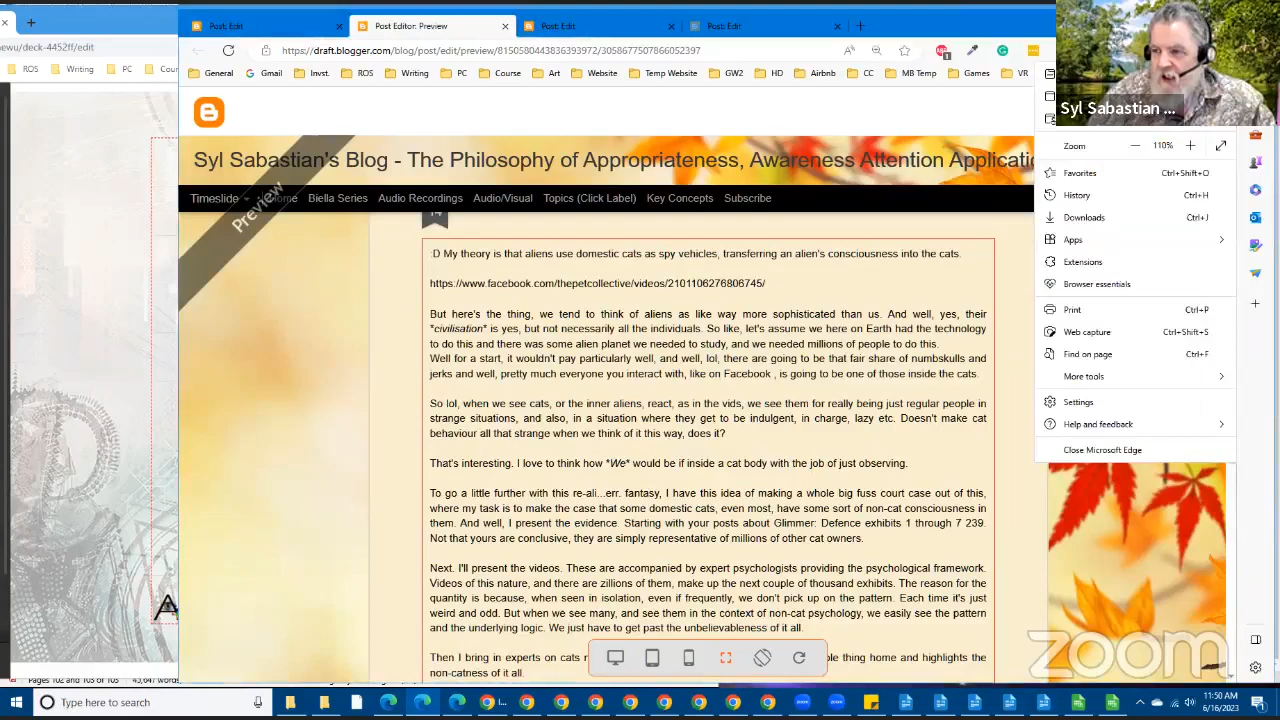 Post: Edit
Post Editor: Preview
Post: Edit
Post: Edit
/deck-4452ff/edit
https://draft.blogger.com/blog/post/edit/preview/8150580443836393972/3058677507866052397
ROS
Writing
PC
General
Gmail
Invst.
ROS
Writing
PC
Course
Art
Website
Temp Website
GW2
HD
Airbnb
CC
MB Temp
Games
VR
Syl Sabastian ...
Syl Sabastian's Blog - The Philosophy of Appropriateness, Awareness Attention Applicatio
Timeslide
Home
Biella Series
Audio Recordings
Audio/Visual
Topics (Click Label)
Key Concepts
Subscribe
Preview
14
:D My theory is that aliens use domestic cats as spy vehicles, transferring an alien's consciousness into the cats.
https://www.facebook.com/thepetcollective/videos/2101106276806745/
But here's the thing, we tend to think of aliens as like way more sophisticated than us. And well, yes, their
*civilisation* is yes, but not necessarily all the individuals. So like, let's assume we here on Earth had the technology
to do this and there was some alien planet we needed to study, and we needed millions of people to do this.
Well for a start, it wouldn't pay particularly well, and well, lol, there are going to be that fair share of numbskulls and
jerks and well, pretty much everyone you interact with, like on Facebook , is going to be one of those inside the cats.
So lol, when we see cats, or the inner aliens, react, as in the vids, we see them for really being just regular people in
strange situations, and also, in a situation where they get to be indulgent, in charge, lazy etc. Doesn't make cat
behaviour all that strange when we think of it this way, does it?
That's interesting. I love to think how *We* would be if inside a cat body with the job of just observing.
To go a little further with this re-ali...err. fantasy, I have this idea of making a whole big fuss court case out of this,
where my task is to make the case that some domestic cats, even most, have some sort of non-cat consciousness in
them. And well, I present the evidence. Starting with your posts about Glimmer: Defence exhibits 1 through 7 239.
Not that yours are conclusive, they are simply representative of millions of other cat owners.
Next. I'll present the videos. These are accompanied by expert psychologists providing the psychological framework.
Videos of this nature, and there are zillions of them, make up the next couple of thousand exhibits. The reason for the
quantity is because, when seen in isolation, even if frequently, we don't pick up on the pattern. Each time it's just
weird and odd. But when we see many, and see them in the context of non-cat psychology, we easily see the pattern
and the underlying logic. We just have to get past the unbelievableness of it all.
Then I bring in experts on cats
thing home and highlights the
non-catness of it all.
Zoom
110%
Favorites Ctrl+Shift+O
History Ctrl+H
Downloads Ctrl+J
Apps
Extensions
Browser essentials
Print Ctrl+P
Web capture Ctrl+Shift+S
Find on page Ctrl+F
More tools
Settings
Help and feedback
Close Microsoft Edge
zoom
Pages 102 and 103 of 103
Type here to search
11:50 AM
6/16/2023